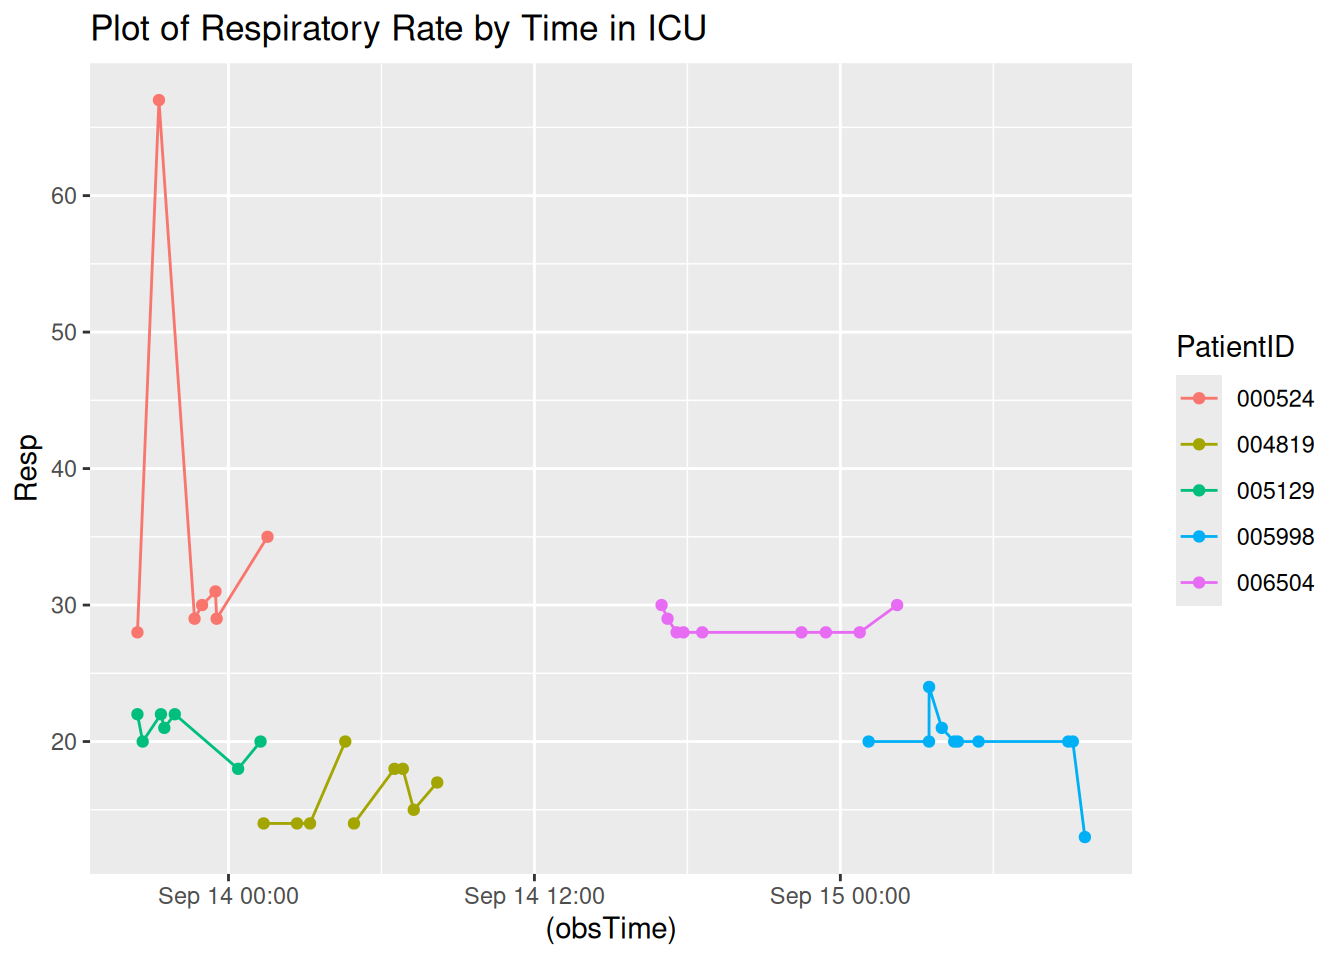 Plot of Respiratory Rate by Time in ICU
Resp
60
50
40
30
20
Sep 14 00:00
Sep 14 12:00
Sep 15 00:00
(obsTime)
PatientID
000524
004819
005129
005998
006504